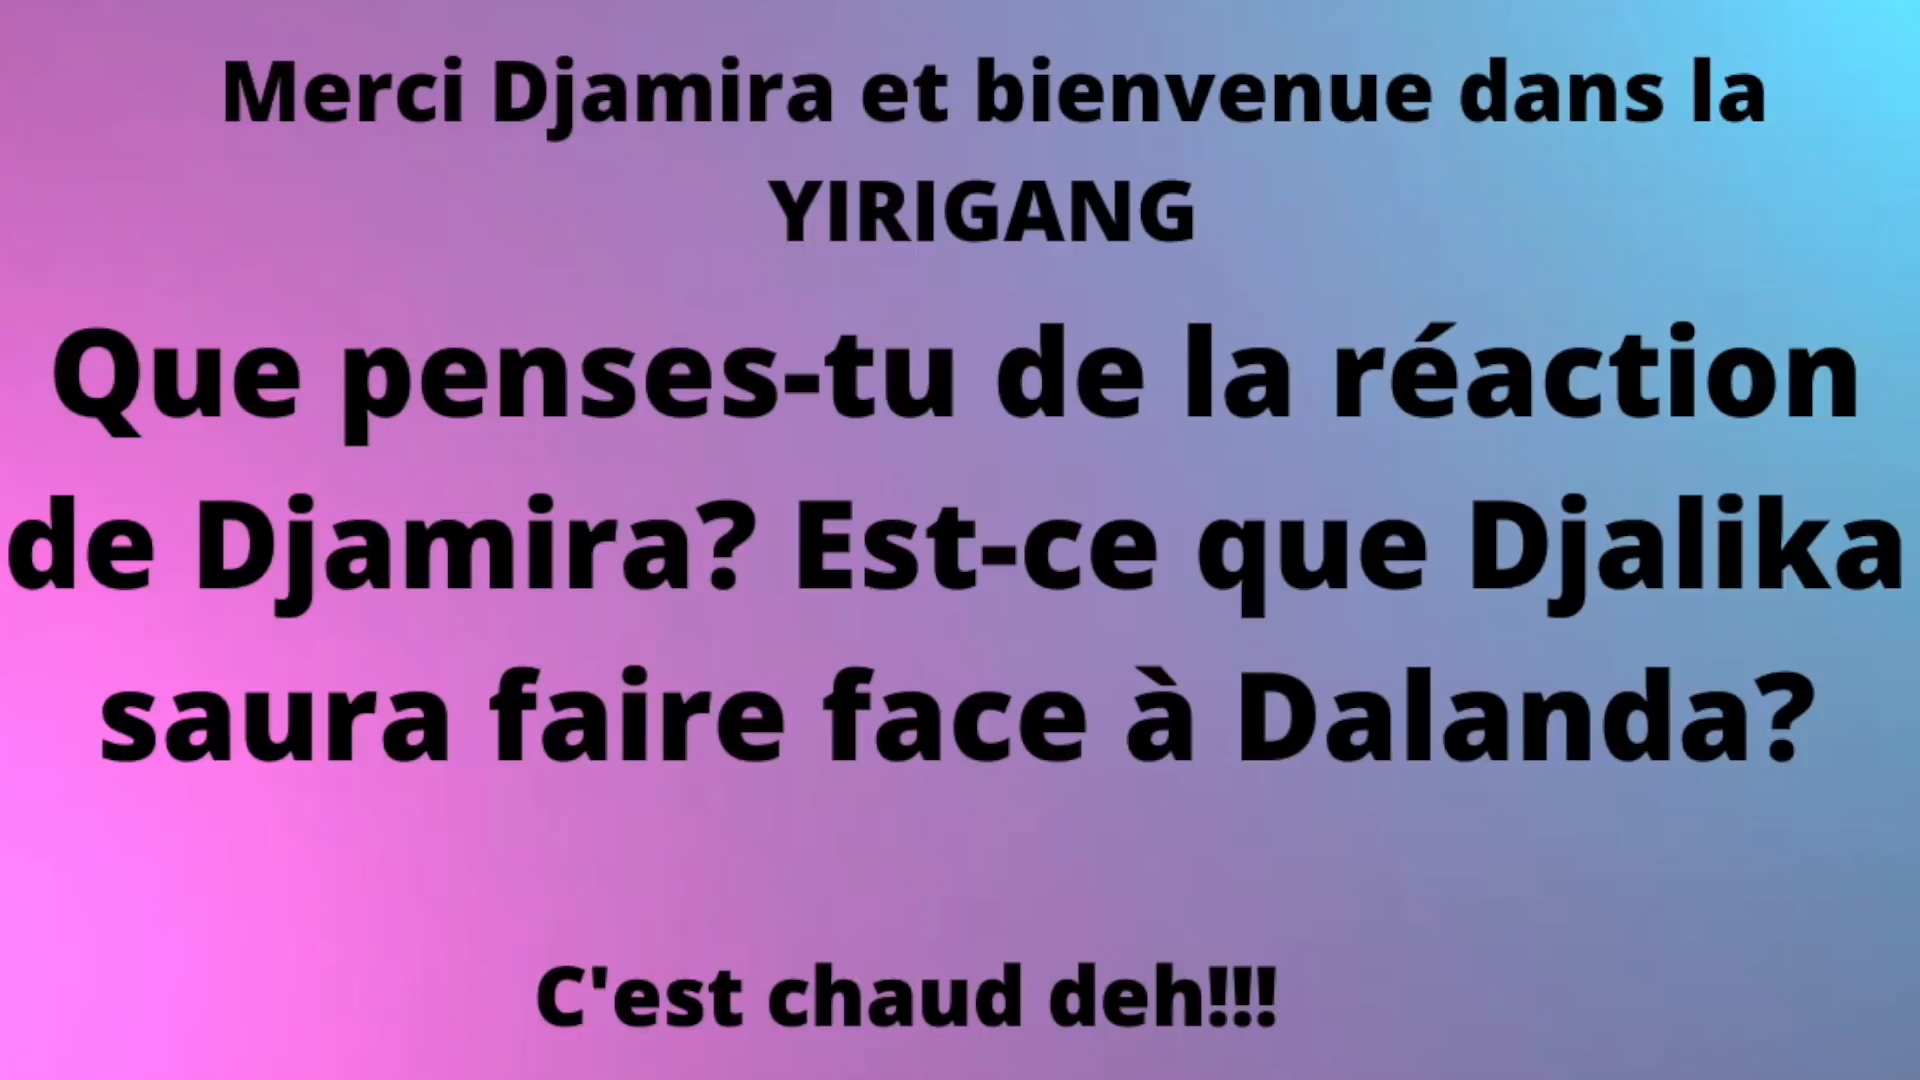 Merci Djamira et bienvenue dans la
YIRIGANG
Que penses-tu de la réaction
de Djamira? Est-ce que Djalika
saura faire face à Dalanda?
C'est chaud deh!!!